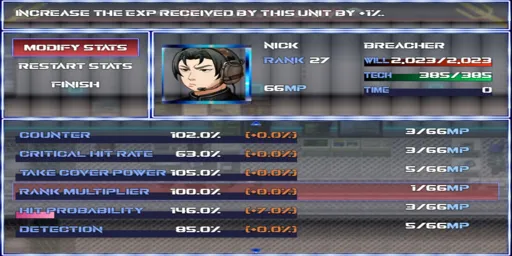 INCREASE THE EXP RECEIVED BY THIS UNIT BY +1%.
MODIFY STATS
RESTART STATS
FINISH
NICK
BREACHER
RANK 27
WILL 2,023/2,023
TECH 385/385
66MP
TIME 0
COUNTER 102.0% (+0.0%) 3/66MP
CRITICAL HIT RATE 63.0% (+0.0%) 3/66MP
TAKE COVER POWER 105.0% (+0.0%) 5/66MP
RANK MULTIPLIER 100.0% (+0.0%) 1/66MP
HIT PROBABILITY 146.0% (+7.0%) 3/66MP
DETECTION 85.0% (+0.0%) 5/66MP